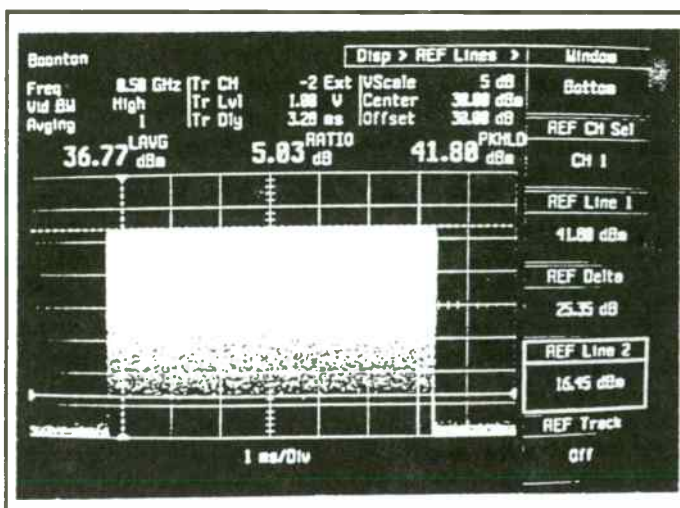 Boonton
Disp > REF Lines >
Window
Bottom
Freq 0.50 GHz Tr CH -2 Ext VScale 5 dB
Vid BW High Tr Lvl 1.00 V Center 30.00 dBm
Avging 1 Tr Dly 3.20 ms Offset 32.00 dB
LAVG RATIO PKHLD
36.77 dBm 5.03 dB 41.80 dBm
REF CH Sel
CH 1
REF Line 1
41.80 dBm
REF Delta
25.35 dB
REF Line 2
16.45 dBm
REF Track
Off
1 ms/Div